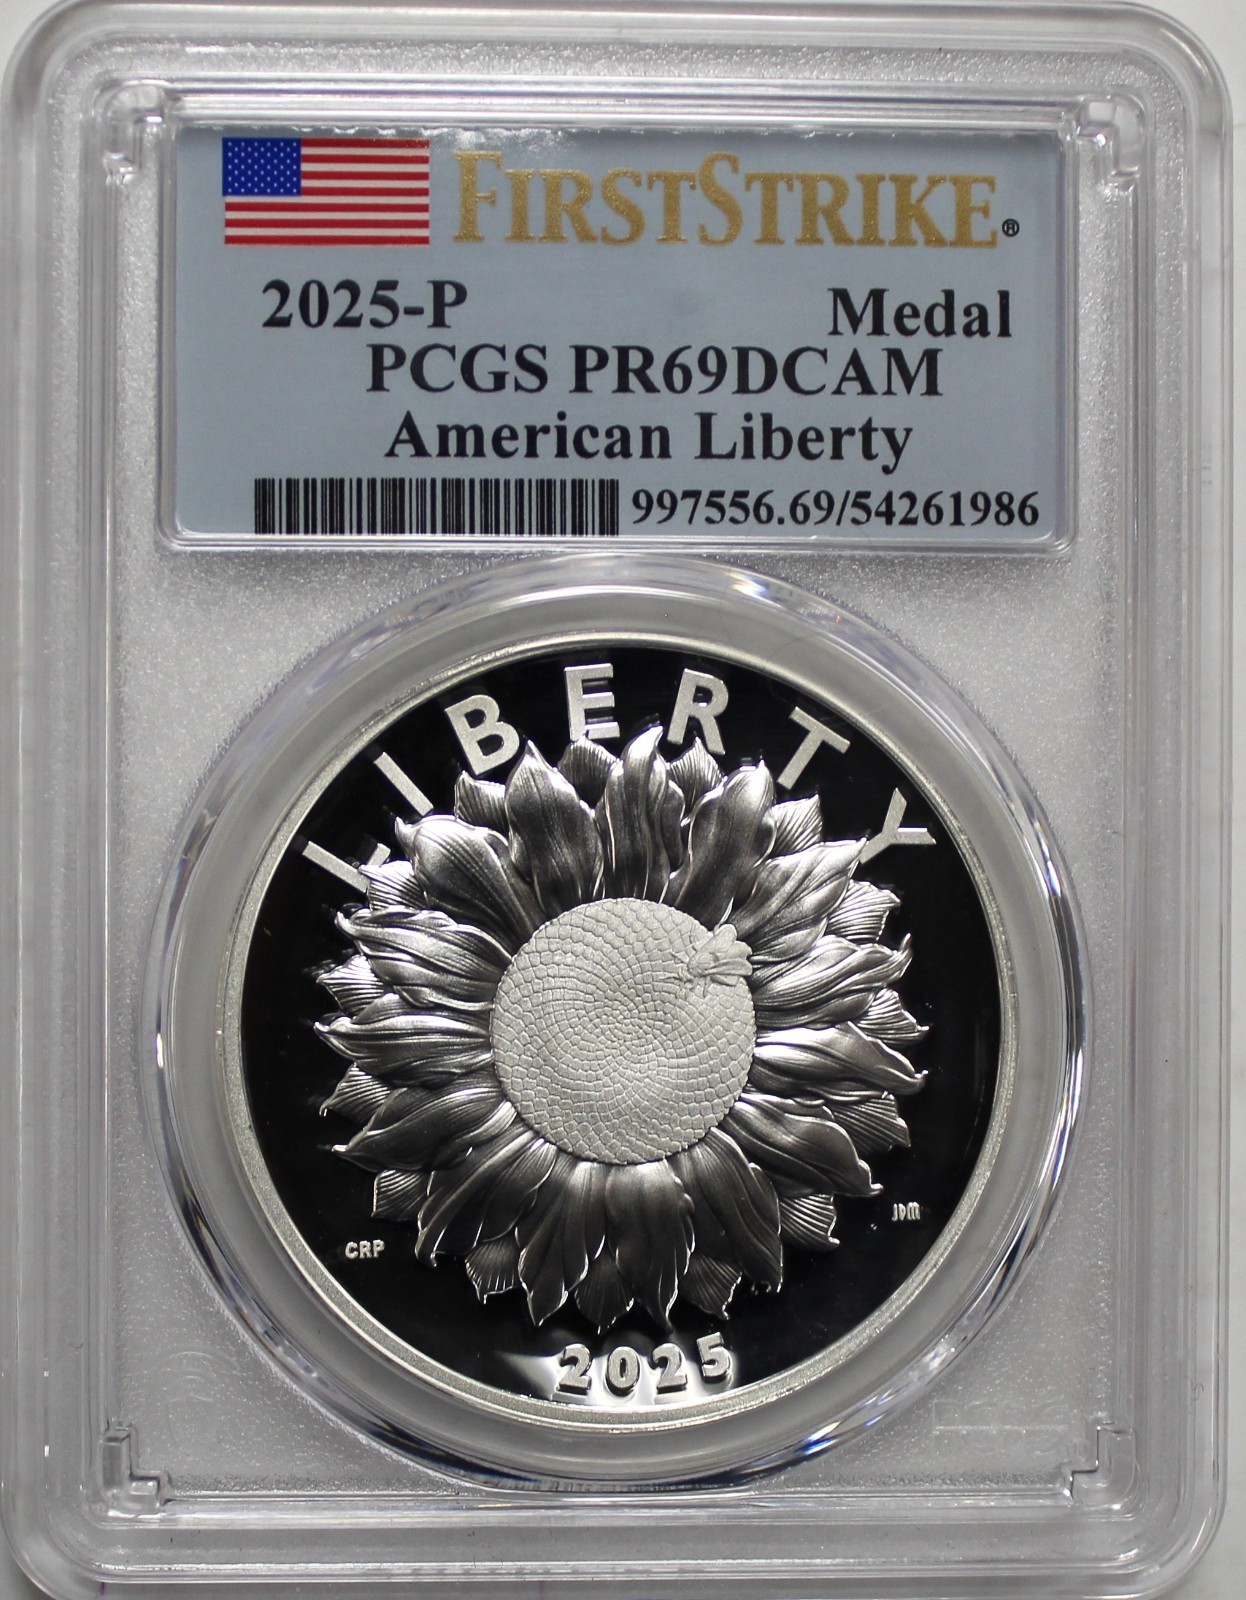 FIRSTSTRIKE®
2025-P Medal
PCGS PR69DCAM
American Liberty
997556.69/54261986
LIBERTY
CRP
JDM
2025